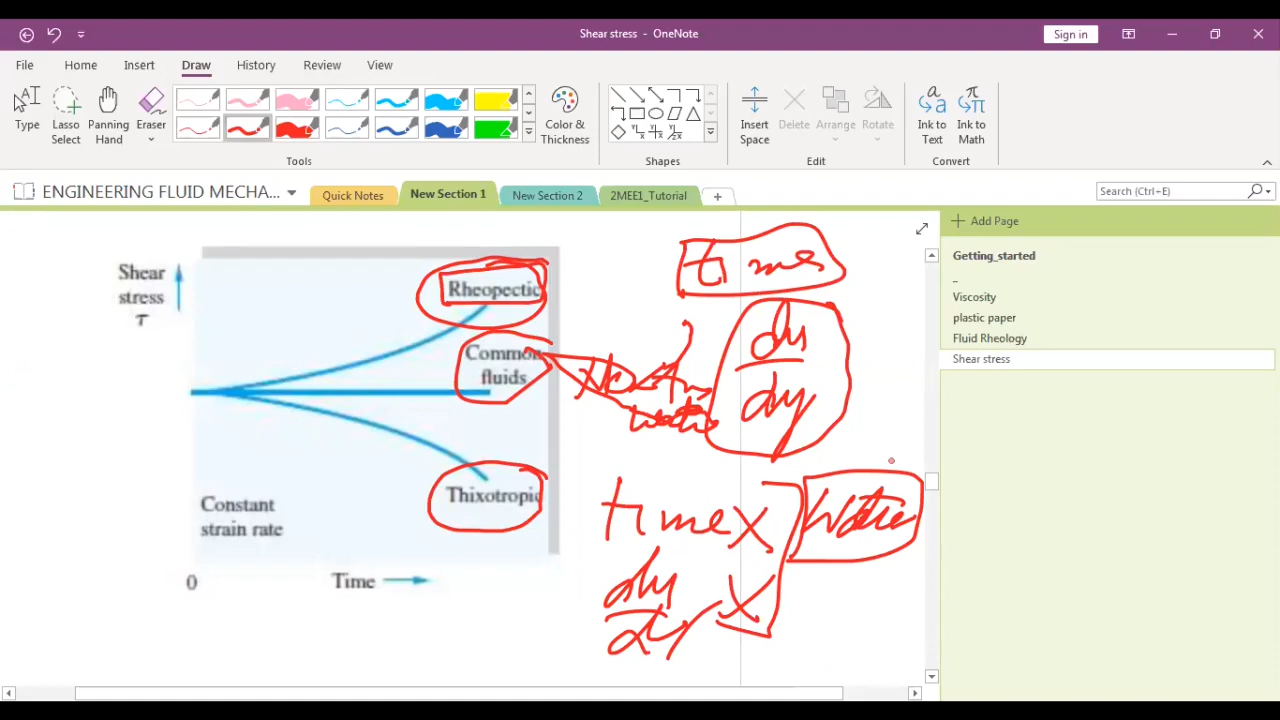 Shear stress - OneNote
Sign in
File Home Insert Draw History Review View
Type
Lasso Select
Panning Hand
Eraser
Color & Thickness
Insert Space
Delete
Arrange
Rotate
Ink to Text
Ink to Math
Tools
Shapes
Edit
Convert
ENGINEERING FLUID MECHA...
Quick Notes
New Section 1
New Section 2
2MEE1_Tutorial
Search (Ctrl+E)
Add Page
Getting_started
Viscosity
plastic paper
Fluid Rheology
Shear stress
Shear
stress
τ
Rheopectic
Common
fluids
Thixotropic
Constant
strain rate
0
Time
time
du
dy
time X
du
dy X